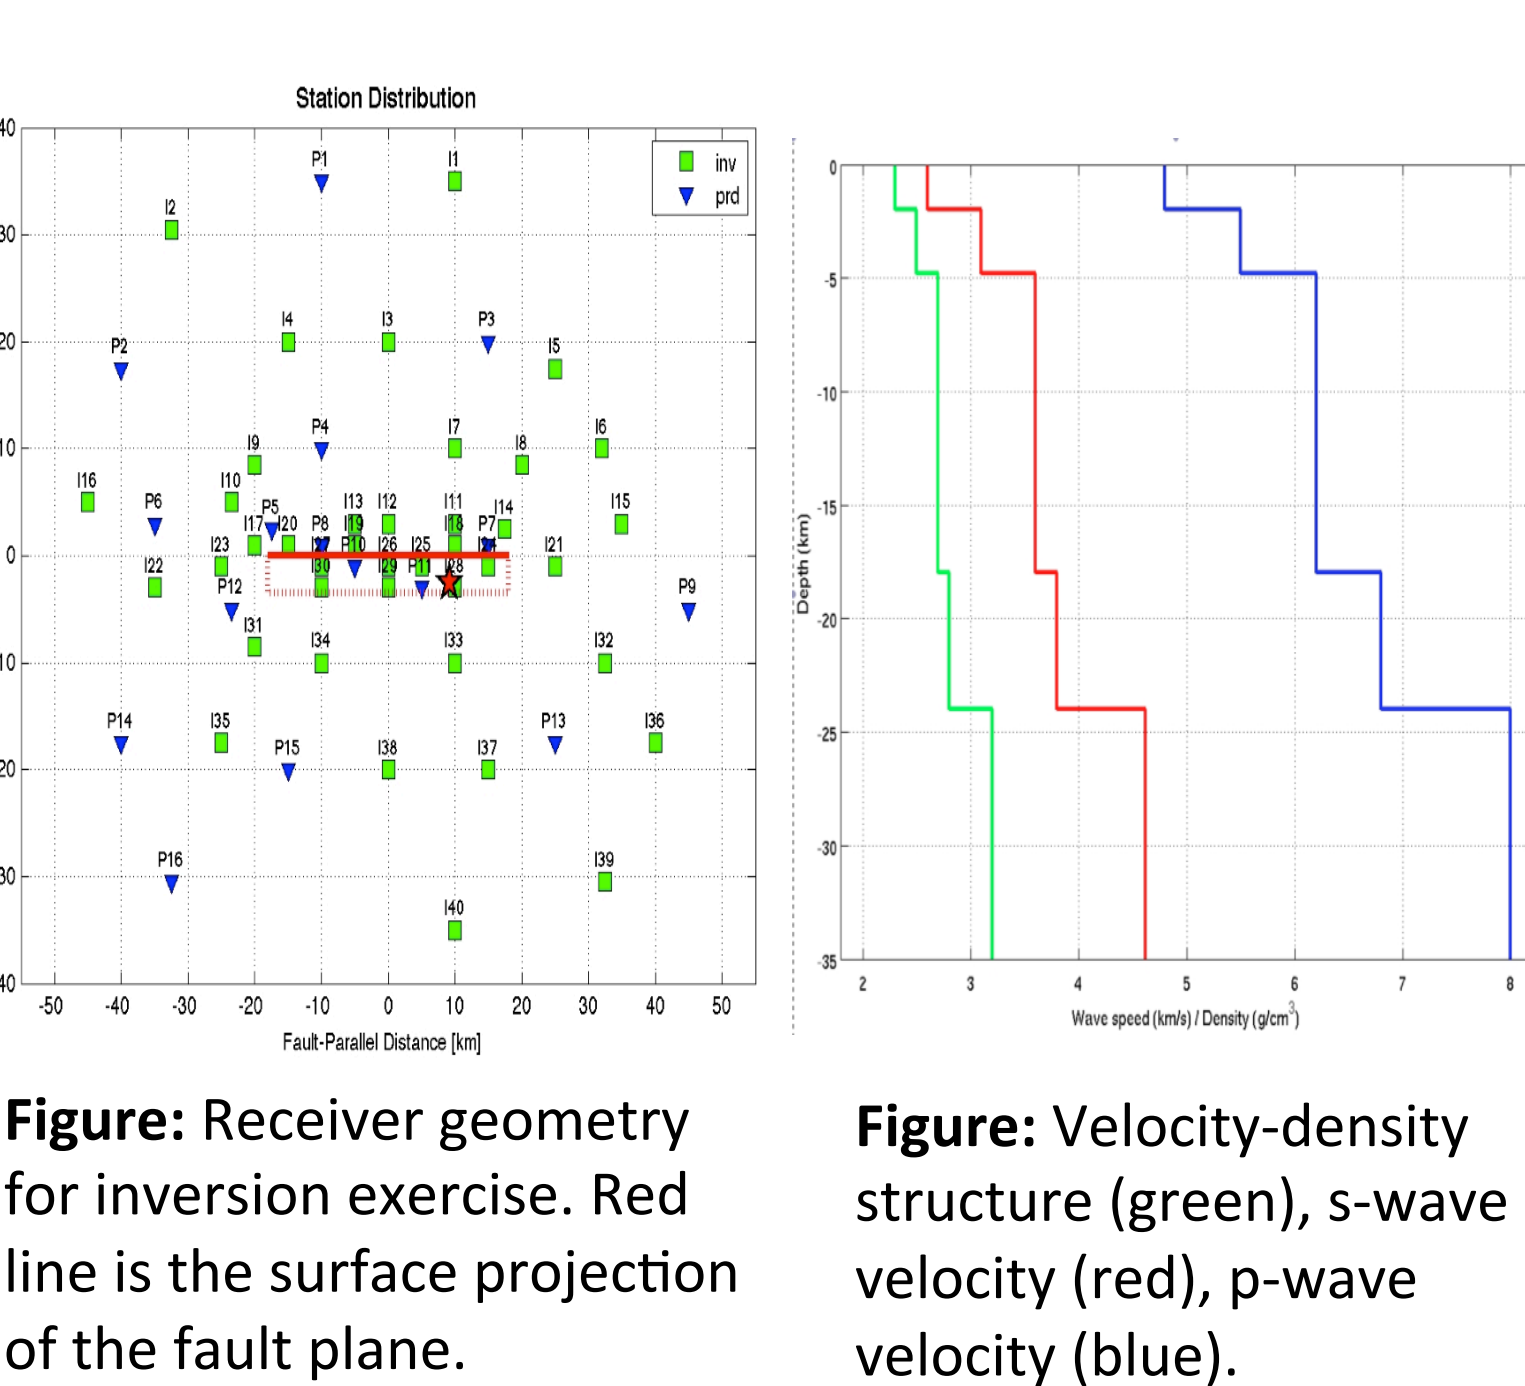 Station Distribution
40
30
20
10
0
10
20
30
40
inv
prd
P1
I1
I2
I4
I3
P3
P2
I5
P4
I7
I6
I9
I8
I16
I10
P6
I13
I12
I11
I14
I15
P5
I17
I20
P8
I19
I18
P7
I23
P10
I26
I25
I21
I22
I30
I29
P11
I28
P12
P9
I31
I34
I33
I32
P14
I35
P13
I36
P15
I38
I37
P16
I39
I40
-50 -40 -30 -20 -10 0 10 20 30 40 50
Fault-Parallel Distance [km]
0
-5
-10
-15
-20
-25
-30
-35
Depth (km)
2 3 4 5 6 7 8
Wave speed (km/s) / Density (g/cm³)
Figure: Receiver geometry
for inversion exercise. Red
line is the surface projection
of the fault plane.
Figure: Velocity-density
structure (green), s-wave
velocity (red), p-wave
velocity (blue).